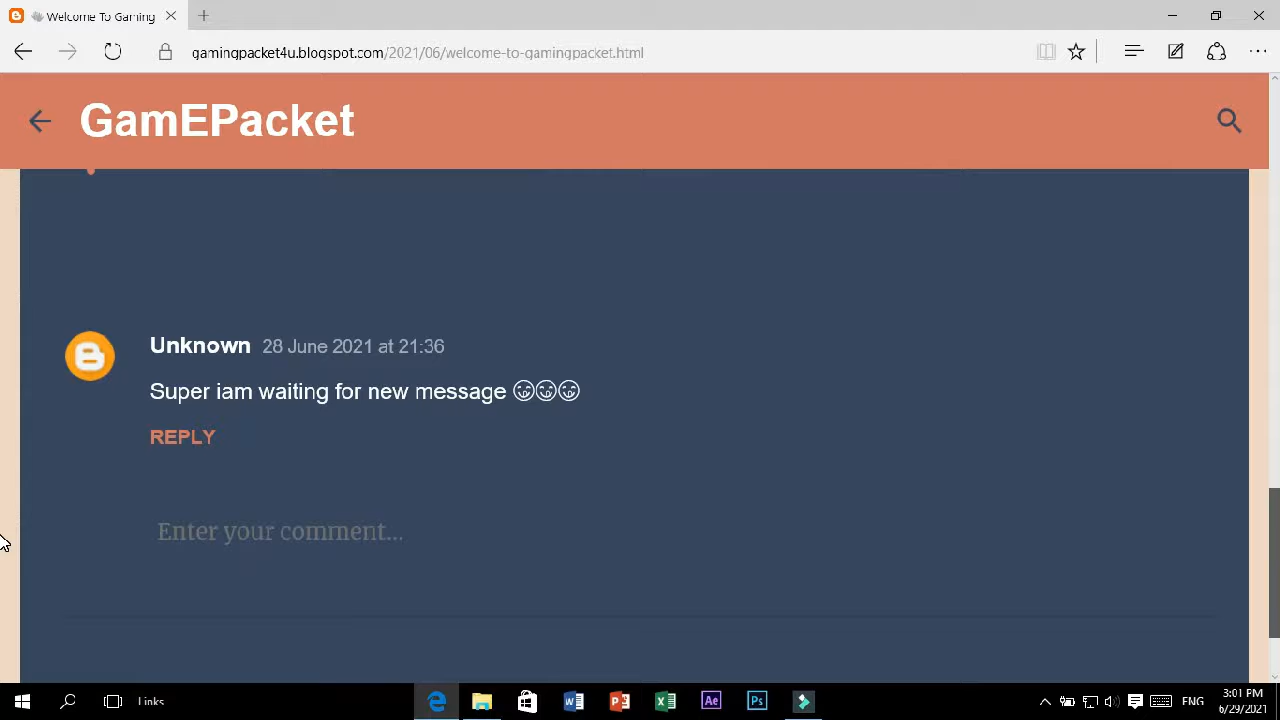 👋🏻 Welcome To Gaming
gamingpacket4u.blogspot.com/2021/06/welcome-to-gamingpacket.html
GamEPacket
Unknown 28 June 2021 at 21:36
Super iam waiting for new message 😋😋😋
REPLY
Enter your comment...
Links
Ae
Ps
ENG
3:01 PM
6/29/2021